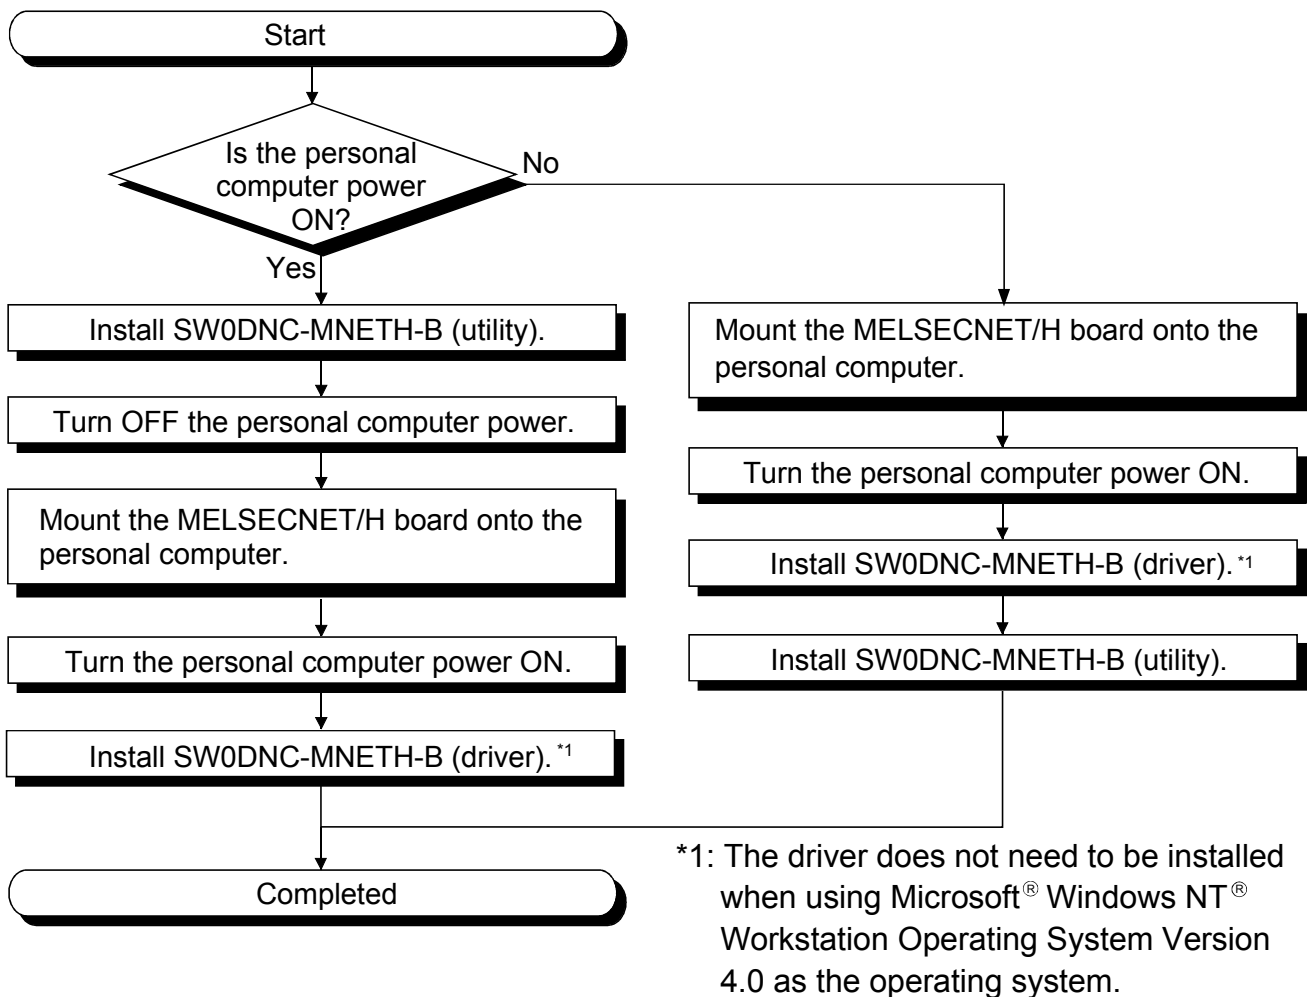 Start
Is the personal
computer power
ON?
No
Yes
Install SW0DNC-MNETH-B (utility).
Turn OFF the personal computer power.
Mount the MELSECNET/H board onto the
personal computer.
Turn the personal computer power ON.
Install SW0DNC-MNETH-B (driver). *1
Mount the MELSECNET/H board onto the
personal computer.
Turn the personal computer power ON.
Install SW0DNC-MNETH-B (driver). *1
Install SW0DNC-MNETH-B (utility).
Completed
*1: The driver does not need to be installed
when using Microsoft® Windows NT®
Workstation Operating System Version
4.0 as the operating system.